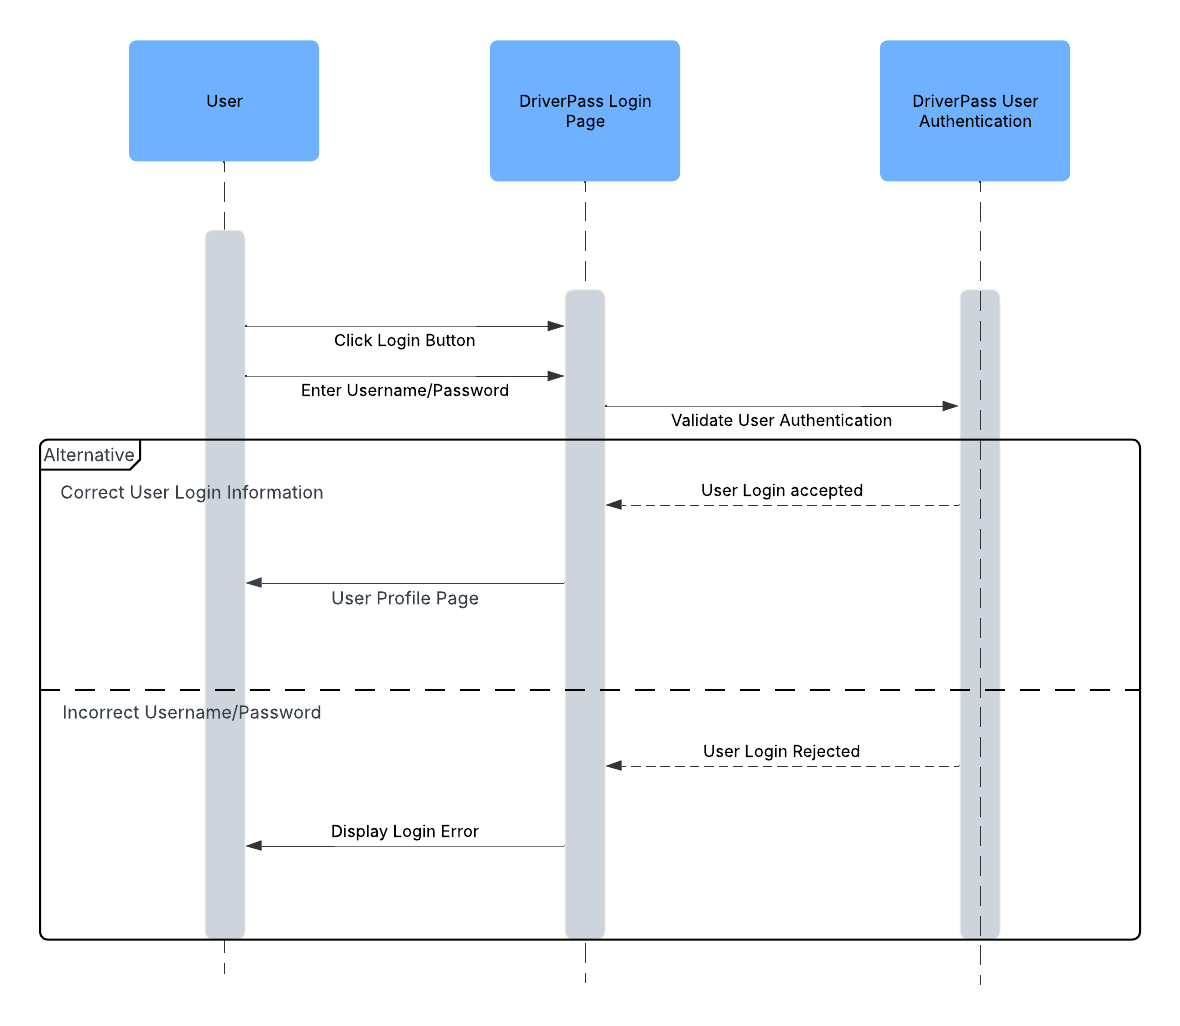 User
DriverPass Login
Page
DriverPass User
Authentication
Click Login Button
Enter Username/Password
Validate User Authentication
Alternative
Correct User Login Information
User Login accepted
User Profile Page
Incorrect Username/Password
User Login Rejected
Display Login Error